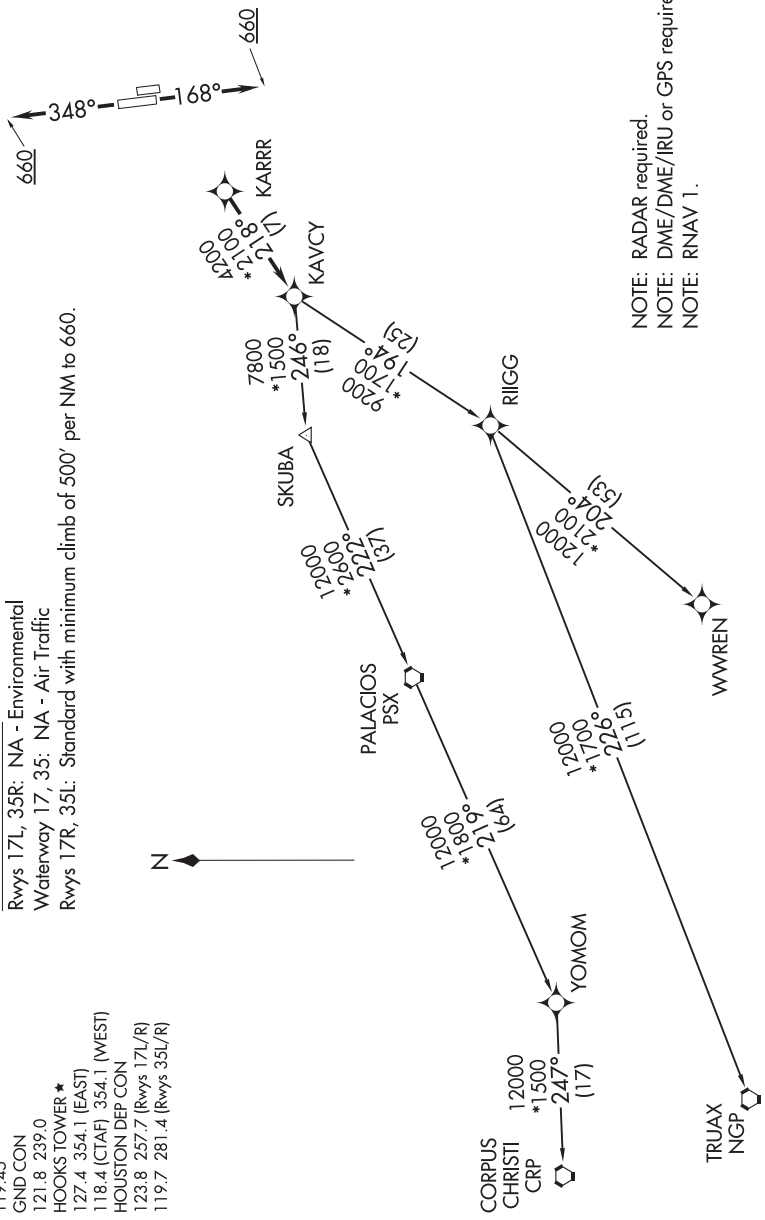 119.45
GND CON
121.8 239.0
HOOKS TOWER ★
127.4 354.1 (EAST)
118.4 (CTAF) 354.1 (WEST)
HOUSTON DEP CON
123.8 257.7 (Rwys 17L/R)
119.7 281.4 (Rwys 35L/R)
Rwys 17L, 35R: NA - Environmental
Waterway 17, 35: NA - Air Traffic
Rwys 17R, 35L: Standard with minimum climb of 500' per NM to 660.
660
348°
168°
660
KARRR
4200
*2100
218°
(7)
KAVCY
7800
*1500
246°
(18)
SKUBA
9200
*1700
194°
(25)
RIIGG
12000
*2600
222°
(37)
PALACIOS
PSX
12000
*2100
204°
(53)
WWREN
12000
*1800
219°
(64)
YOMOM
12000
*1700
226°
(115)
TRUAX
NGP
12000
*1500
247°
(17)
CORPUS
CHRISTI
CRP
N
NOTE: RADAR required.
NOTE: DME/DME/IRU or GPS require
NOTE: RNAV 1.